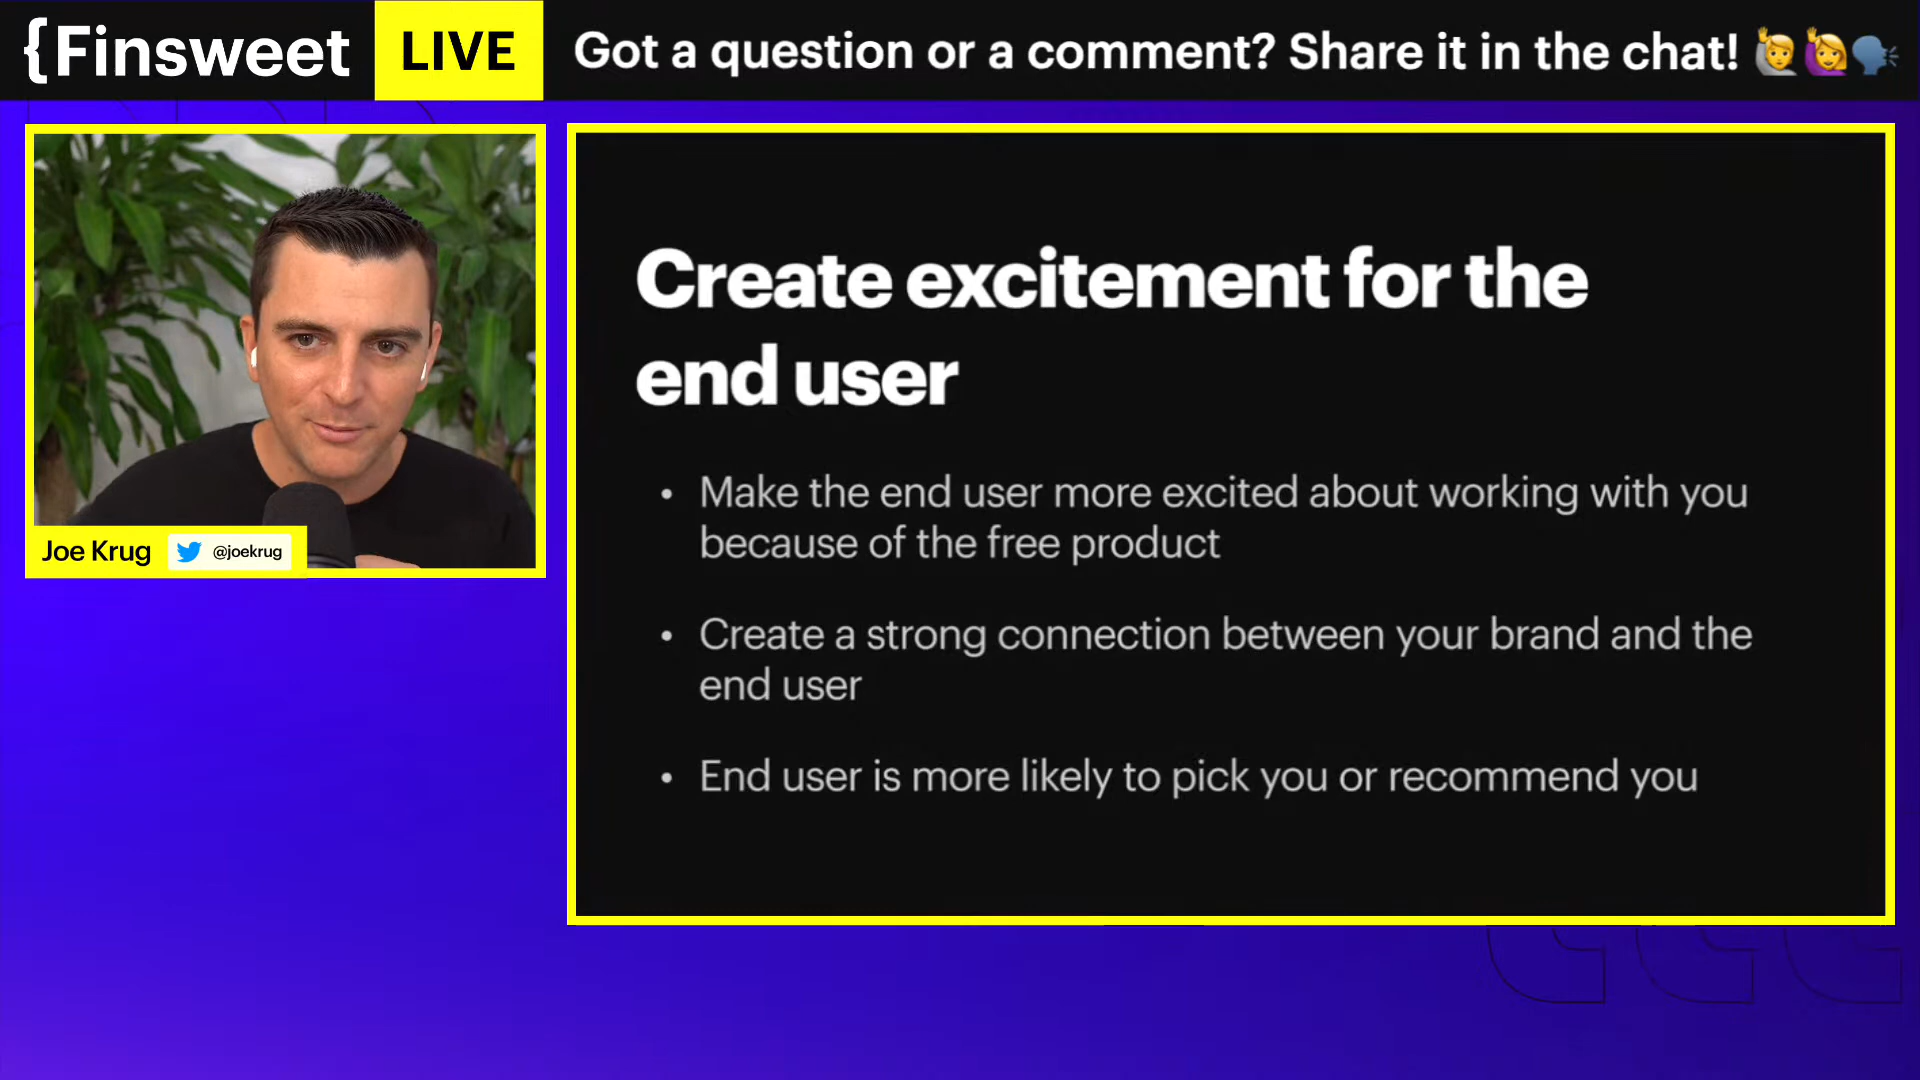 {Finsweet
LIVE
Got a question or a comment? Share it in the chat! 🙋‍♂️🙋‍♀️🗣️
Joe Krug
@joekrug
Create excitement for the
end user
• Make the end user more excited about working with you
because of the free product
• Create a strong connection between your brand and the
end user
• End user is more likely to pick you or recommend you